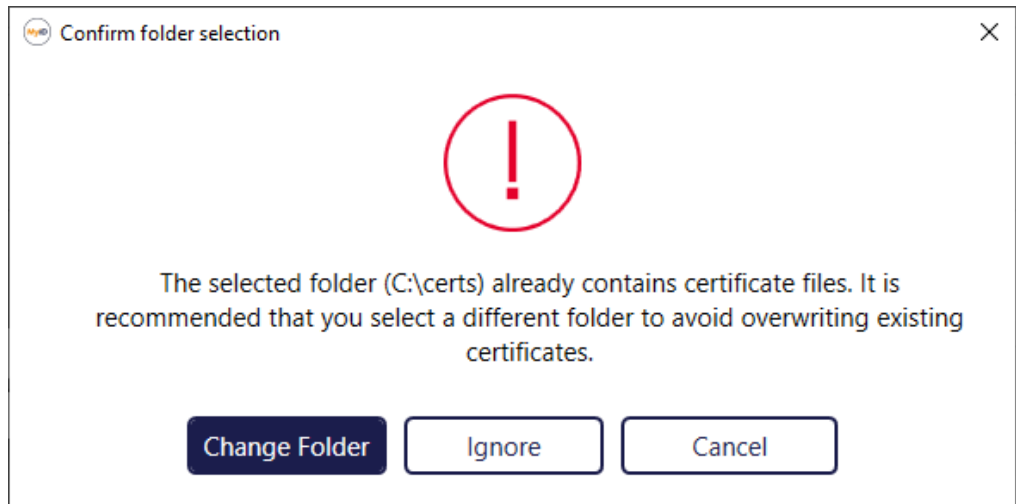 MyID
Confirm folder selection
The selected folder (C:\certs) already contains certificate files. It is
recommended that you select a different folder to avoid overwriting existing
certificates.
Change Folder
Ignore
Cancel